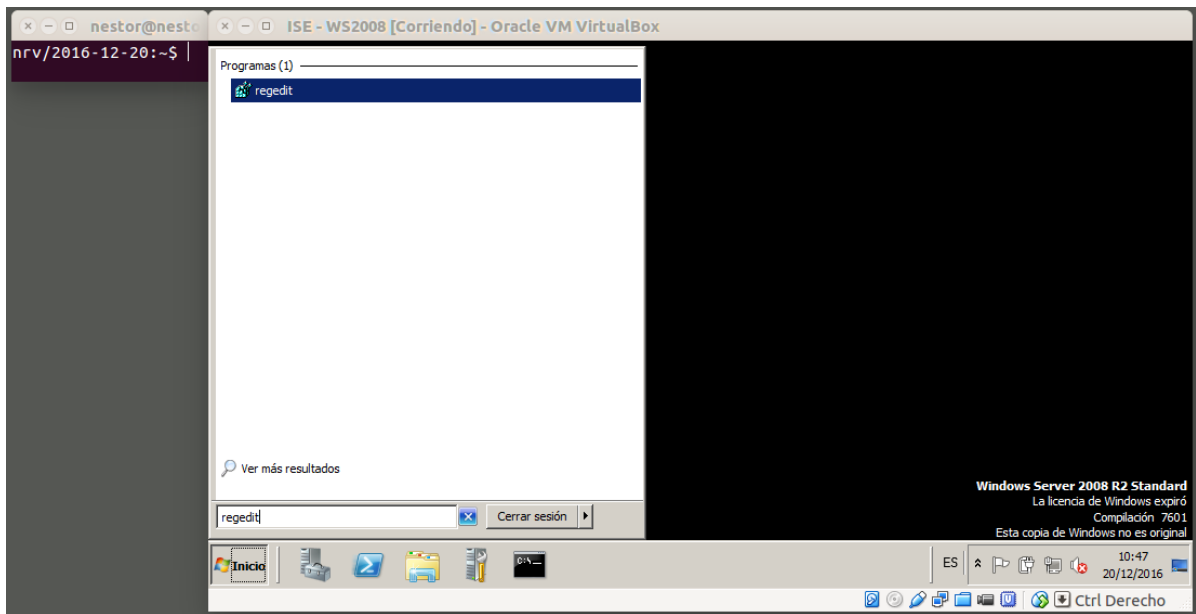 nestor@nesto
nrv/2016-12-20:~$
ISE - WS2008 [Corriendo] - Oracle VM VirtualBox
Programas (1)
regedit
Ver más resultados
regedit
Cerrar sesión
Windows Server 2008 R2 Standard
La licencia de Windows expiró
Compilación 7601
Esta copia de Windows no es original
Inicio
C:\_
ES
10:47
20/12/2016
Ctrl Derecho